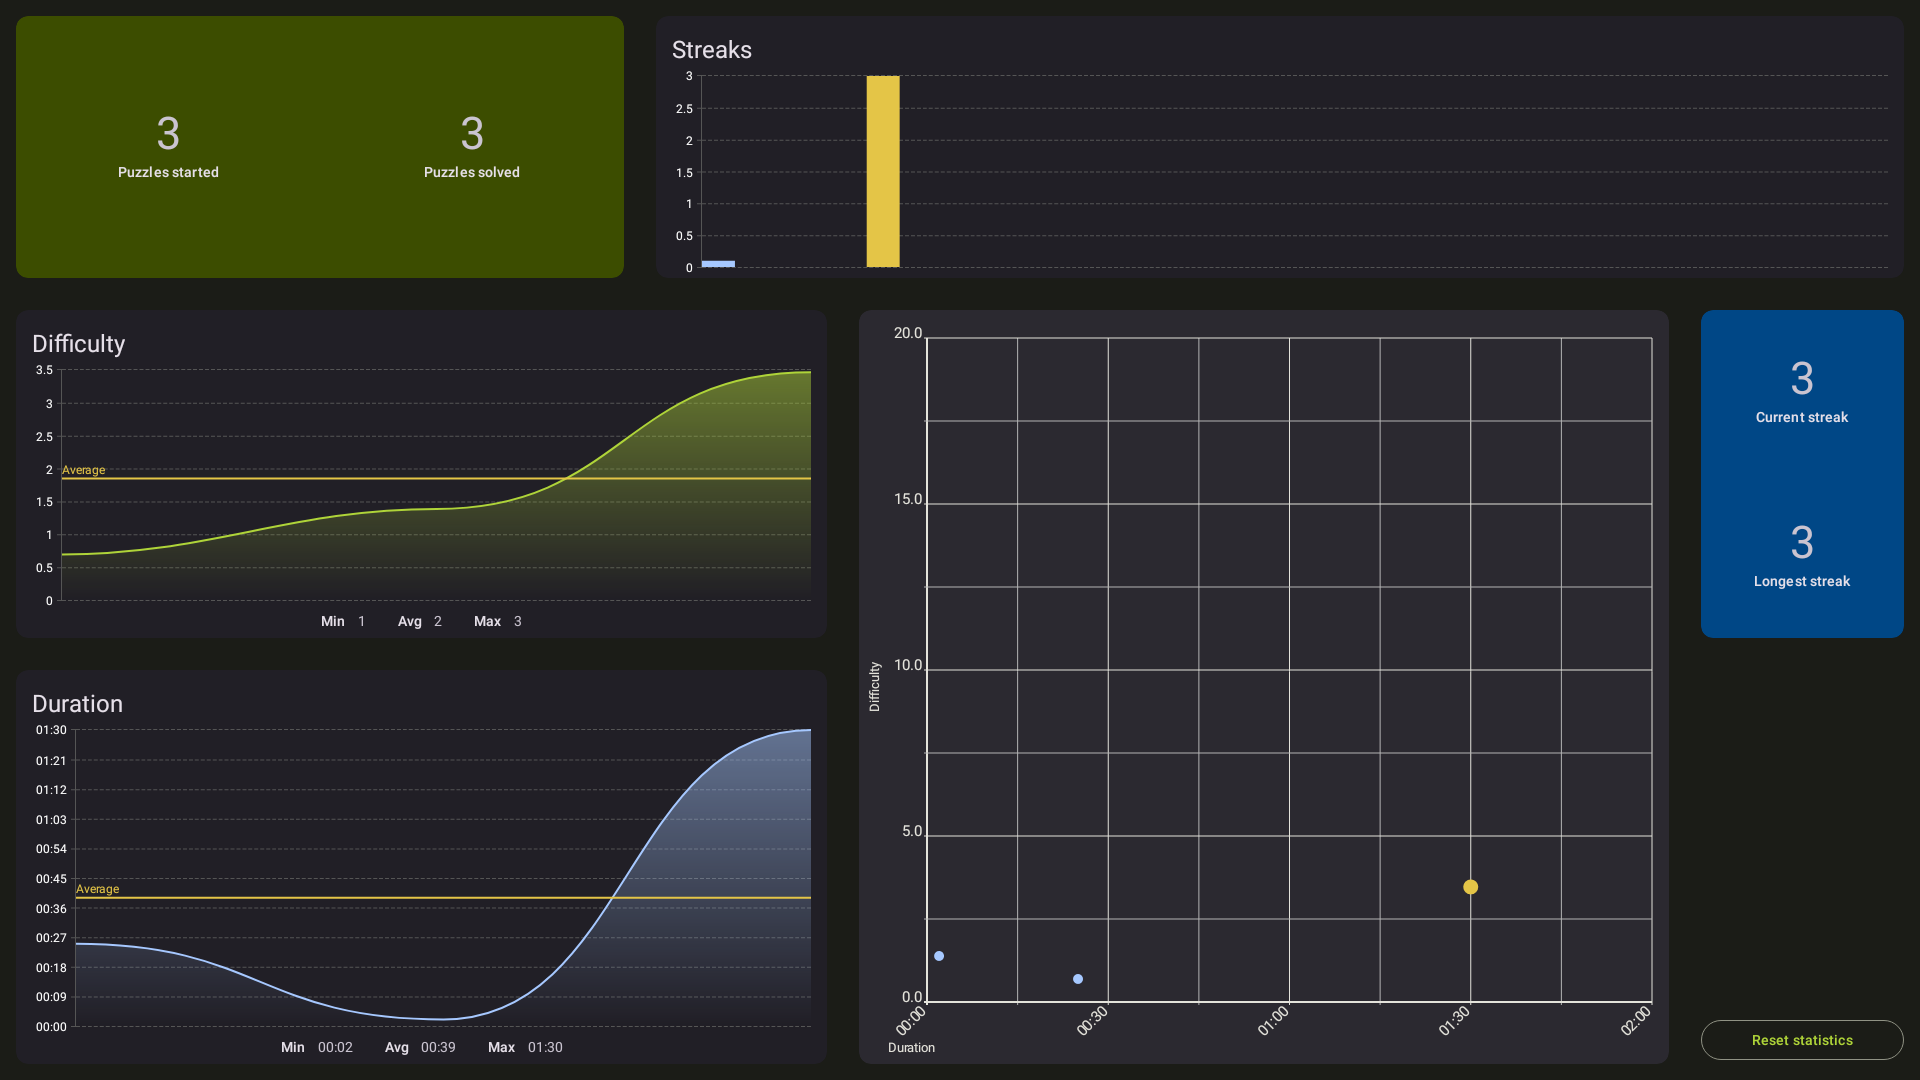 3
Puzzles started
3
Puzzles solved
Streaks
3
2.5
2
1.5
1
0.5
0
Difficulty
3.5
3
2.5
2
Average
1.5
1
0.5
0
Min 1 Avg 2 Max 3
Duration
01:30
01:21
01:12
01:03
00:54
00:45
Average
00:36
00:27
00:18
00:09
00:00
Min 00:02 Avg 00:39 Max 01:30
20.0
15.0
10.0
5.0
0.0
Difficulty
00:00
00:30
01:00
01:30
02:00
Duration
3
Current streak
3
Longest streak
Reset statistics